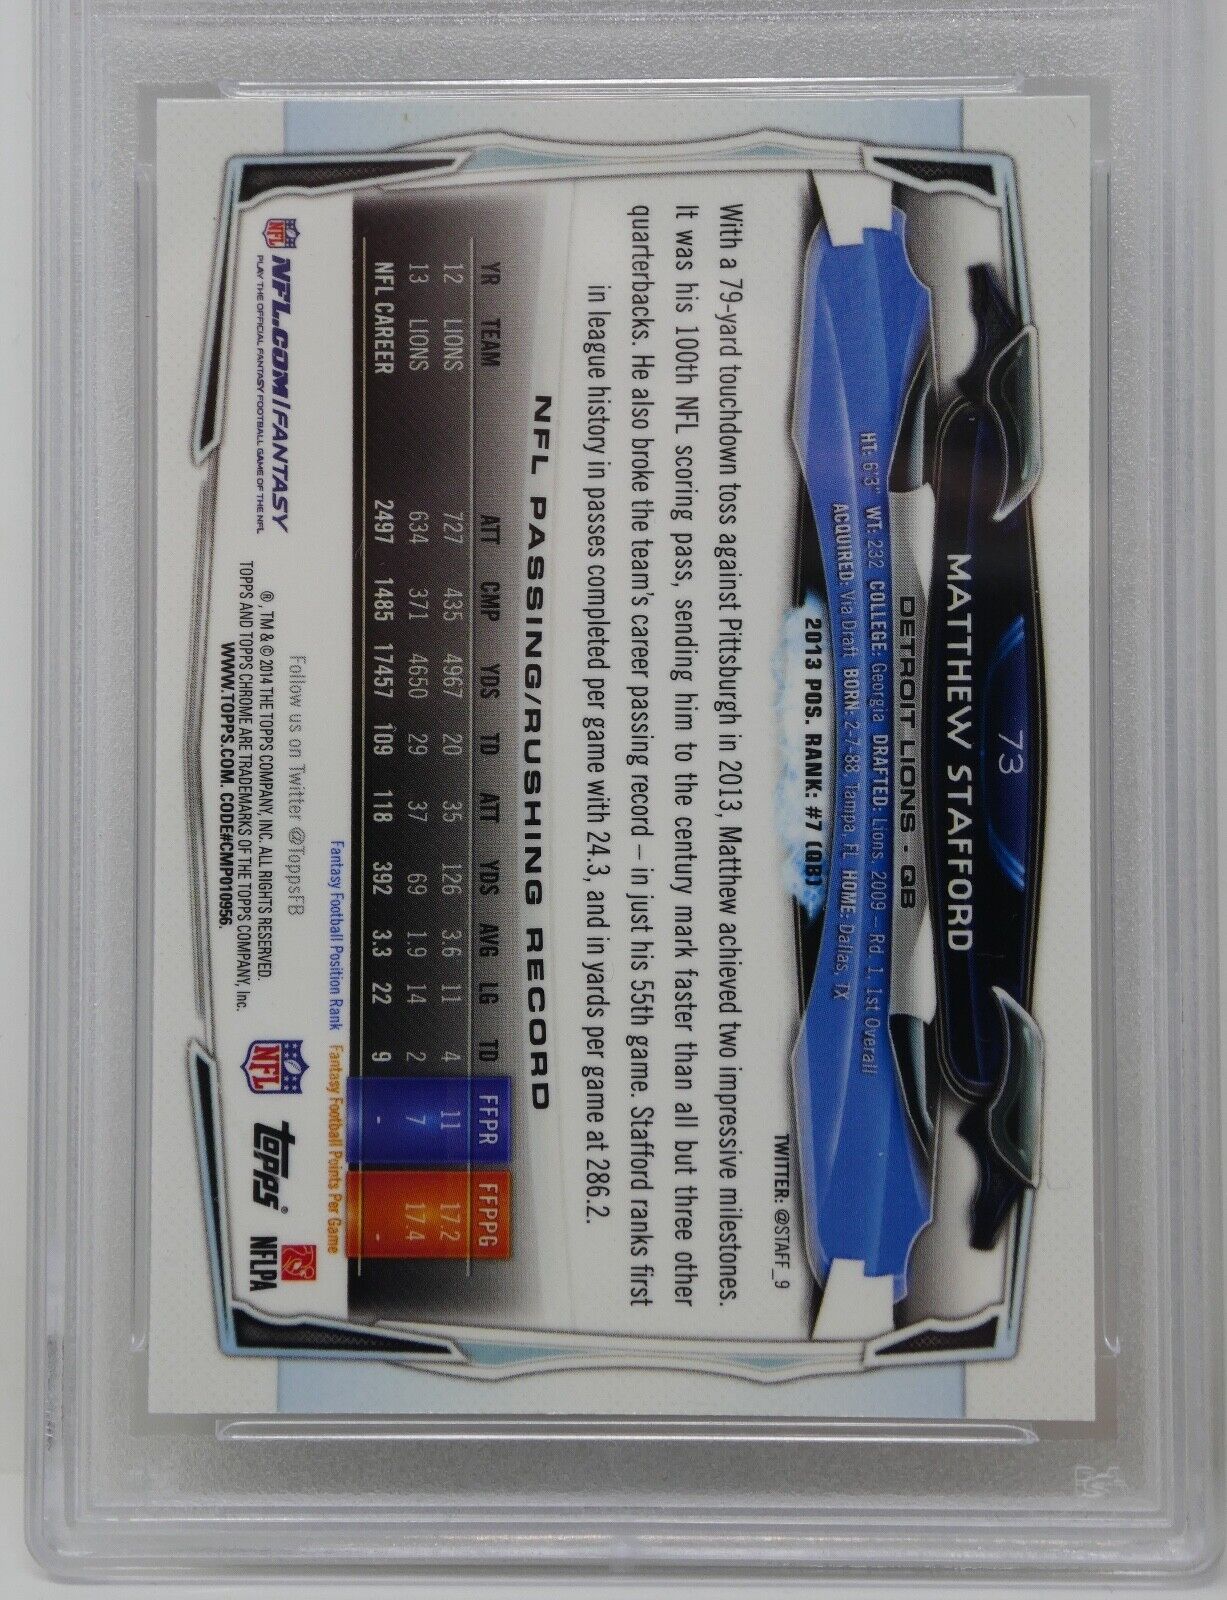 73
MATTHEW STAFFORD
DETROIT LIONS - QB
HT: 6'3" WT: 232 COLLEGE: Georgia DRAFTED: Lions, 2009 – Rd. 1, 1st Overall
ACQUIRED: Via Draft BORN: 2-7-88, Tampa, FL HOME: Dallas, TX
2013 POS. RANK: #7 (QB)
TWITTER: @STAFF_9
With a 79-yard touchdown toss against Pittsburgh in 2013, Matthew achieved two impressive milestones.
It was his 100th NFL scoring pass, sending him to the century mark faster than all but three other
quarterbacks. He also broke the team's career passing record – in just his 55th game. Stafford ranks first
in league history in passes completed per game with 24.3, and in yards per game at 286.2.
NFL PASSING/RUSHING RECORD
YR TEAM ATT CMP YDS TD ATT YDS AVG LG TD FFPR FFPPG
12 LIONS 727 435 4967 20 35 126 3.6 11 4 11 17.2
13 LIONS 634 371 4650 29 37 69 1.9 14 2 7 17.4
NFL CAREER 2497 1485 17457 109 118 392 3.3 22 9 - -
Fantasy Football Position Rank Fantasy Football Points Per Game
NFL
NFL.COM/FANTASY
PLAY THE OFFICIAL FANTASY FOOTBALL GAME OF THE NFL
Follow us on Twitter @ToppsFB
®, TM & © 2014 THE TOPPS COMPANY, INC. ALL RIGHTS RESERVED.
TOPPS AND TOPPS CHROME ARE TRADEMARKS OF THE TOPPS COMPANY, Inc.
WWW.TOPPS.COM. CODE#CMP010956.
NFL
Topps®
NFLPA